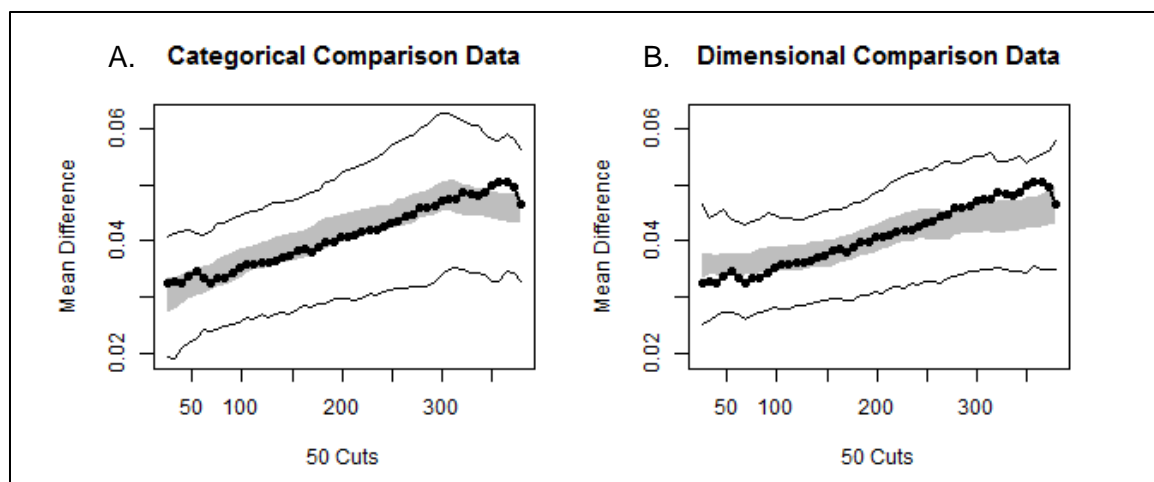 A. Categorical Comparison Data
Mean Difference
0.02 0.04 0.06
50 100 200 300
50 Cuts
B. Dimensional Comparison Data
Mean Difference
0.02 0.04 0.06
50 100 200 300
50 Cuts